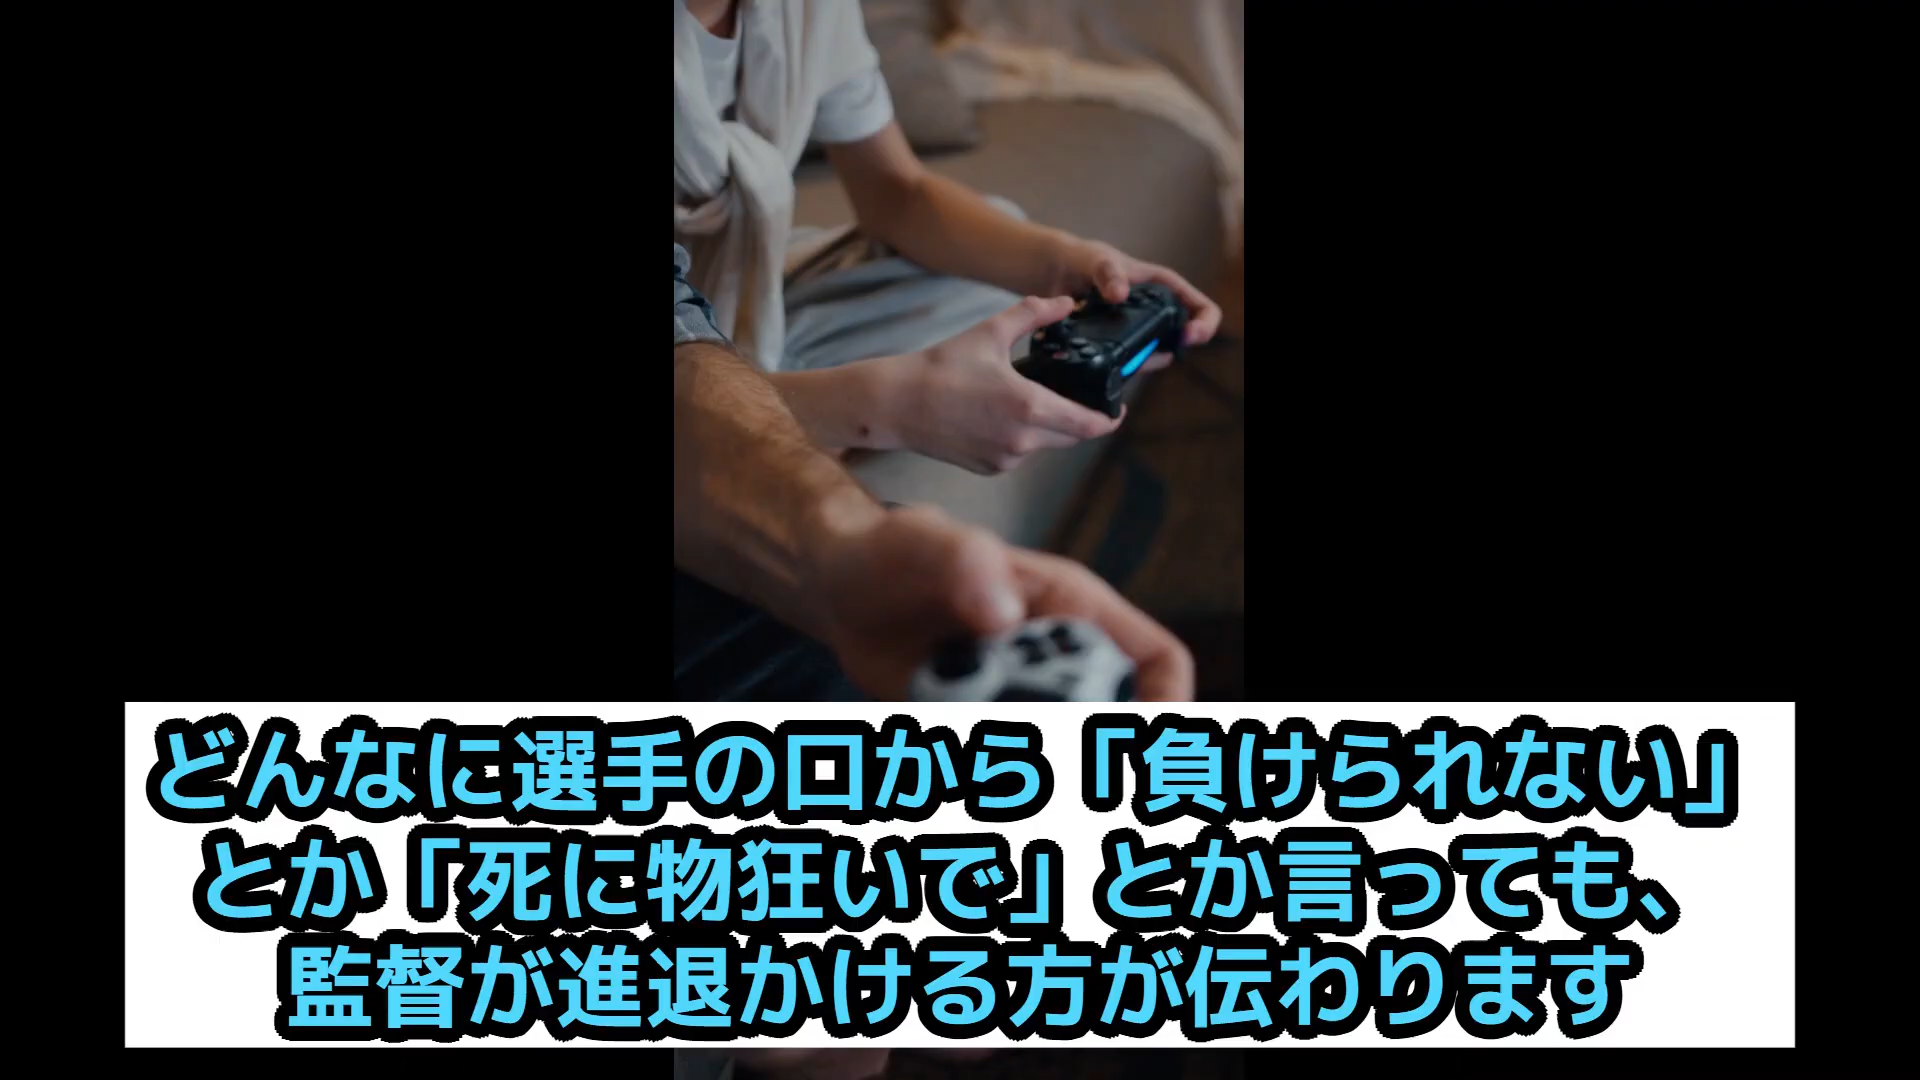 どんなに選手の口から「負けられない」
とか「死に物狂いで」とか言っても、
監督が進退かける方が伝わります